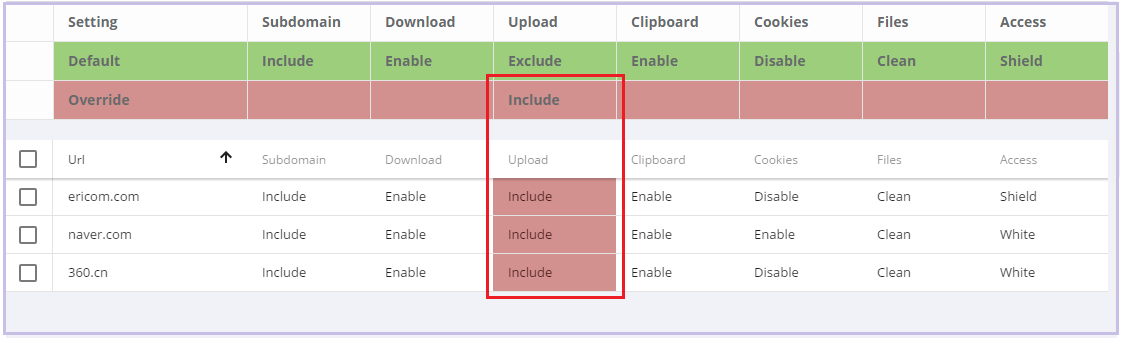 Setting Subdomain Download Upload Clipboard Cookies Files Access
Default Include Enable Exclude Enable Disable Clean Shield
Override Include
Url Subdomain Download Upload Clipboard Cookies Files Access
ericom.com Include Enable Include Enable Disable Clean Shield
naver.com Include Enable Include Enable Enable Clean White
360.cn Include Enable Include Enable Disable Clean White